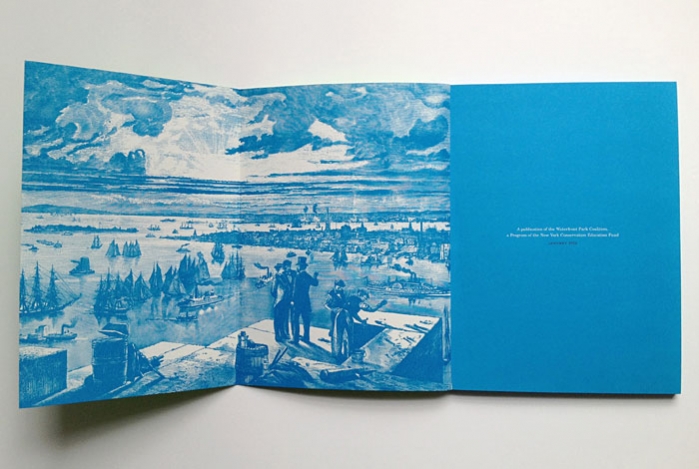 A publication of the Waterfront Park Coalition,
a Program of the New York Conservation Education Fund